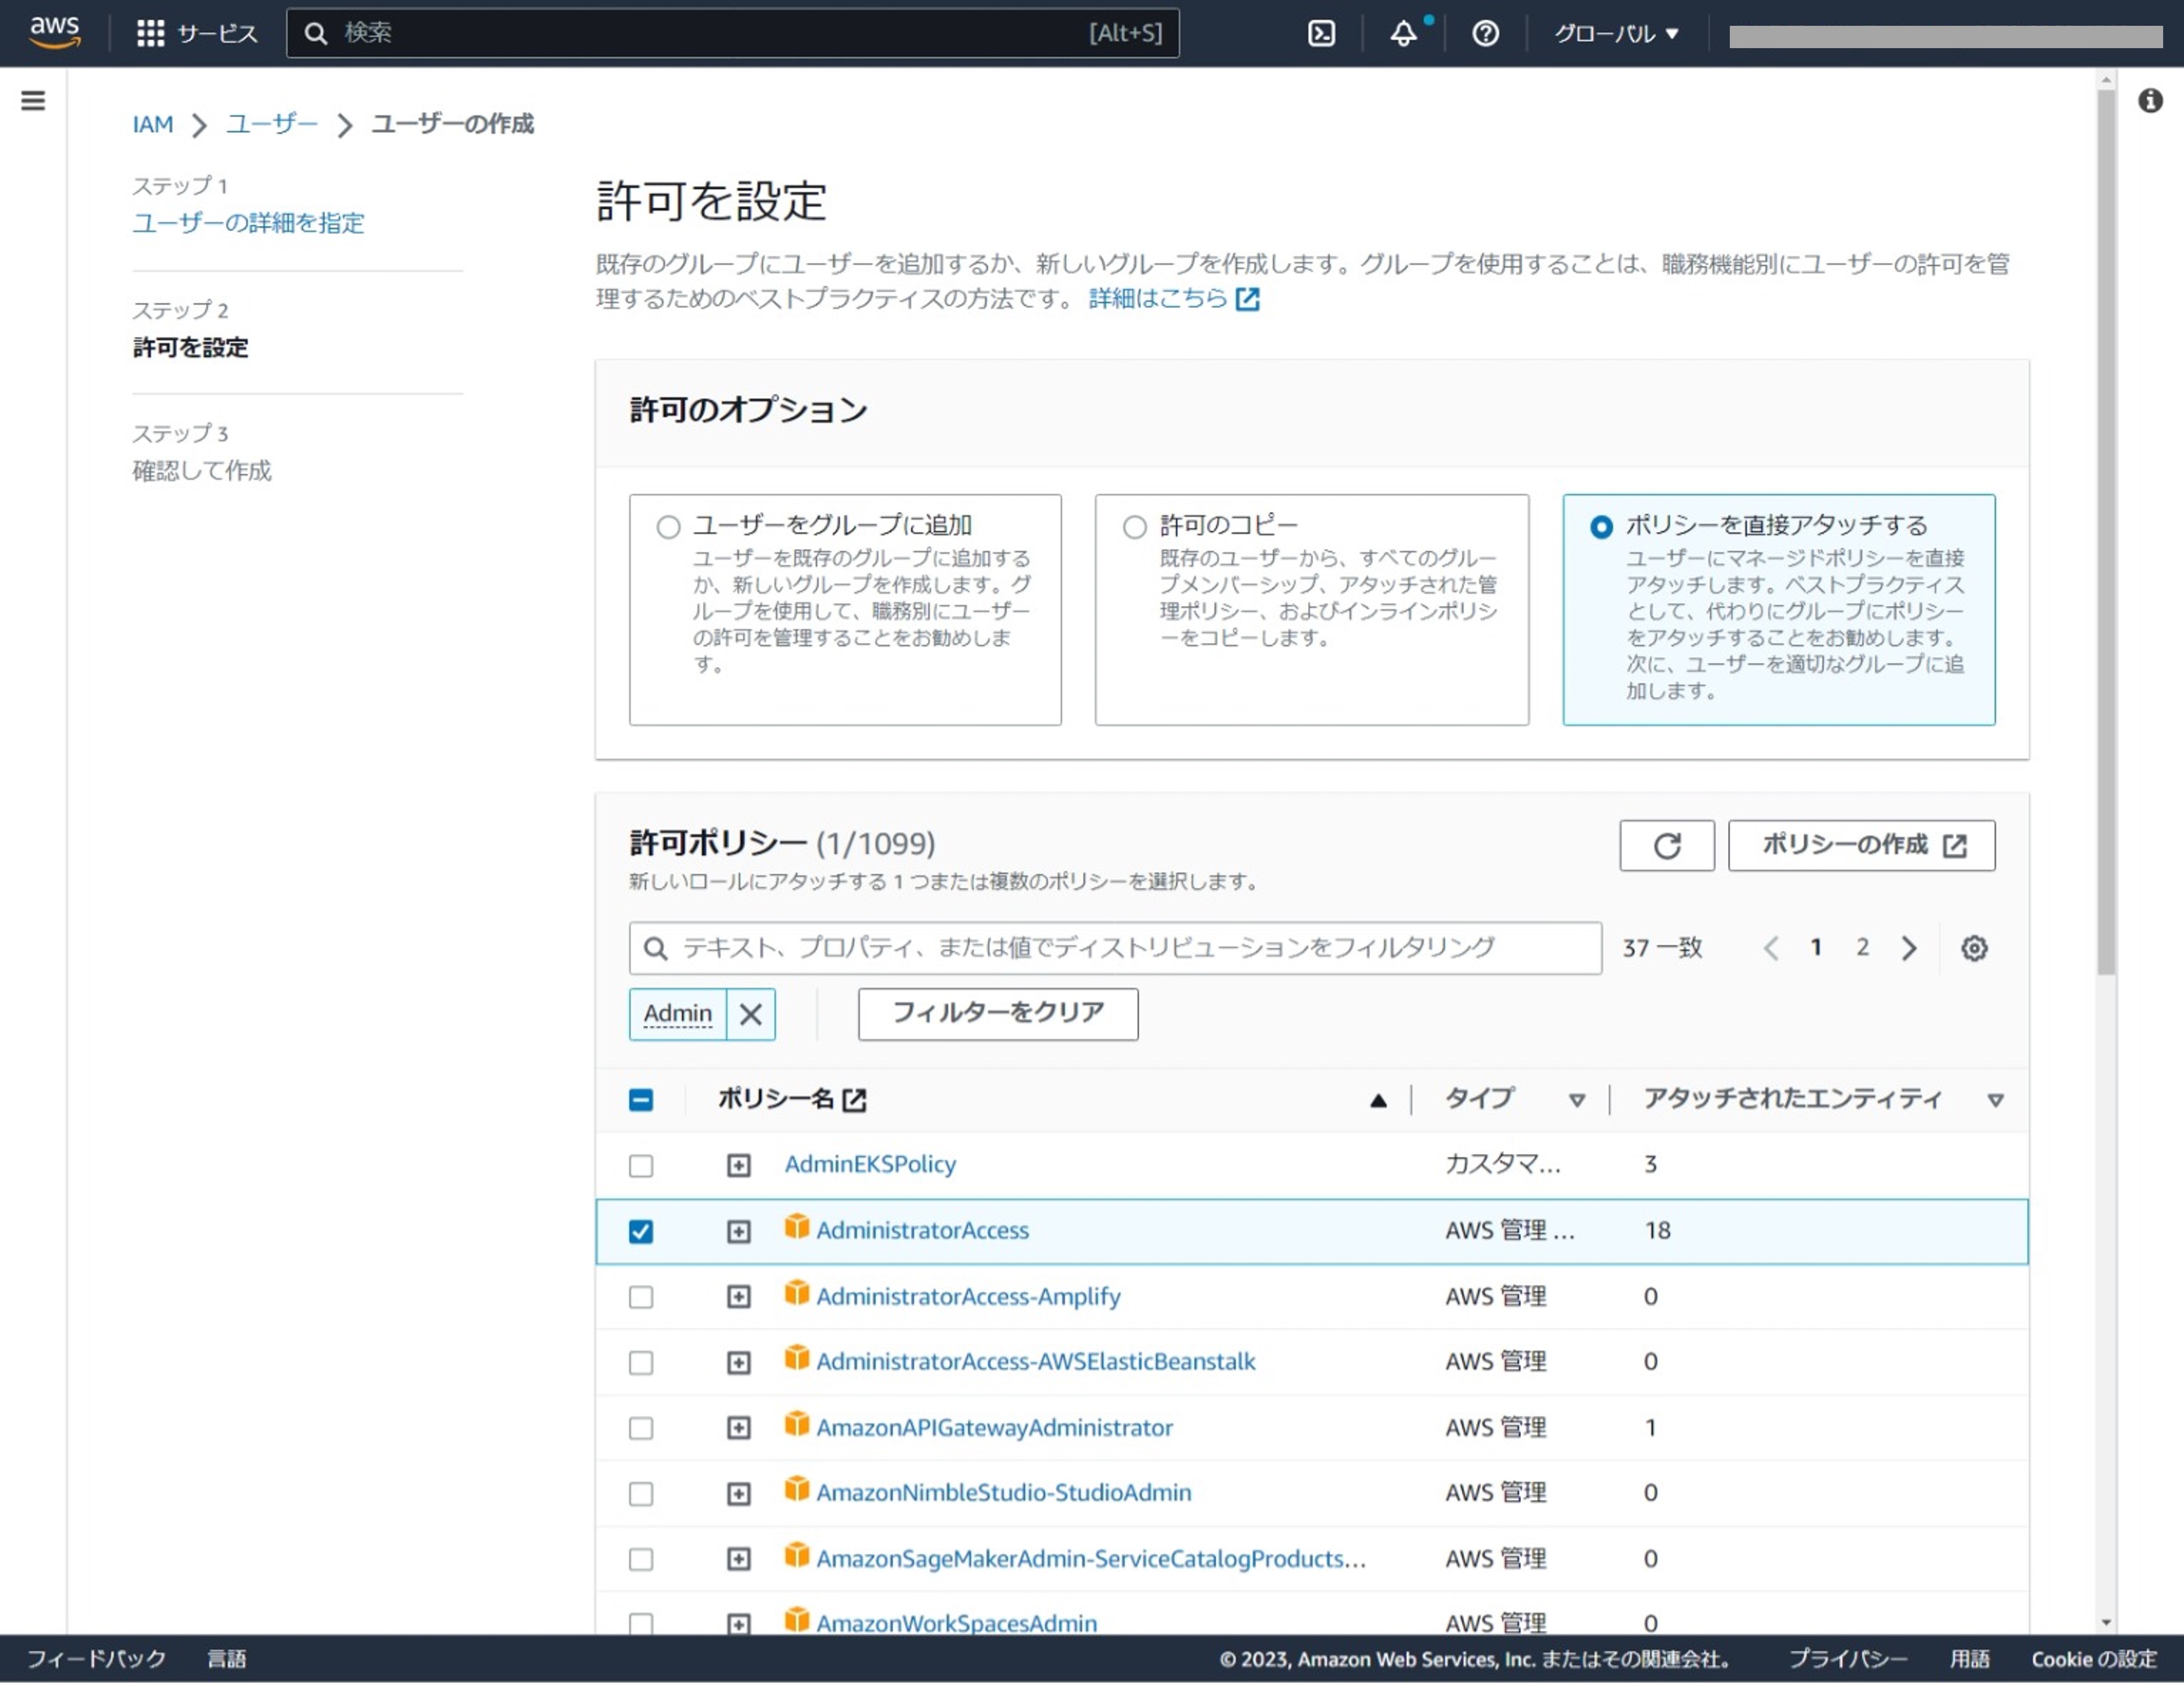 aws
サービス
検索
[Alt+S]
グローバル ▼
IAM > ユーザー > ユーザーの作成
ステップ 1
ユーザーの詳細を指定
ステップ 2
許可を設定
ステップ 3
確認して作成
許可を設定
既存のグループにユーザーを追加するか、新しいグループを作成します。グループを使用することは、職務機能別にユーザーの許可を管
理するためのベストプラクティスの方法です。 詳細はこちら
許可のオプション
ユーザーをグループに追加
ユーザーを既存のグループに追加する
か、新しいグループを作成します。グ
ループを使用して、職務別にユーザー
の許可を管理することをお勧めしま
す。
許可のコピー
既存のユーザーから、すべてのグルー
プメンバーシップ、アタッチされた管
理ポリシー、およびインラインポリシ
ーをコピーします。
ポリシーを直接アタッチする
ユーザーにマネージドポリシーを直接
アタッチします。ベストプラクティス
として、代わりにグループにポリシー
をアタッチすることをお勧めします。
次に、ユーザーを適切なグループに追
加します。
許可ポリシー (1/1099)
新しいロールにアタッチする 1 つまたは複数のポリシーを選択します。
ポリシーの作成
テキスト、プロパティ、または値でディストリビューションをフィルタリング
37 一致
1 2
Admin
フィルターをクリア
ポリシー名 タイプ アタッチされたエンティティ
AdminEKSPolicy カスタマ... 3
AdministratorAccess AWS 管理 ... 18
AdministratorAccess-Amplify AWS 管理 0
AdministratorAccess-AWSElasticBeanstalk AWS 管理 0
AmazonAPIGatewayAdministrator AWS 管理 1
AmazonNimbleStudio-StudioAdmin AWS 管理 0
AmazonSageMakerAdmin-ServiceCatalogProducts... AWS 管理 0
AmazonWorkSpacesAdmin AWS 管理 0
フィードバック 言語
© 2023, Amazon Web Services, Inc. またはその関連会社。 プライバシー 用語 Cookie の設定